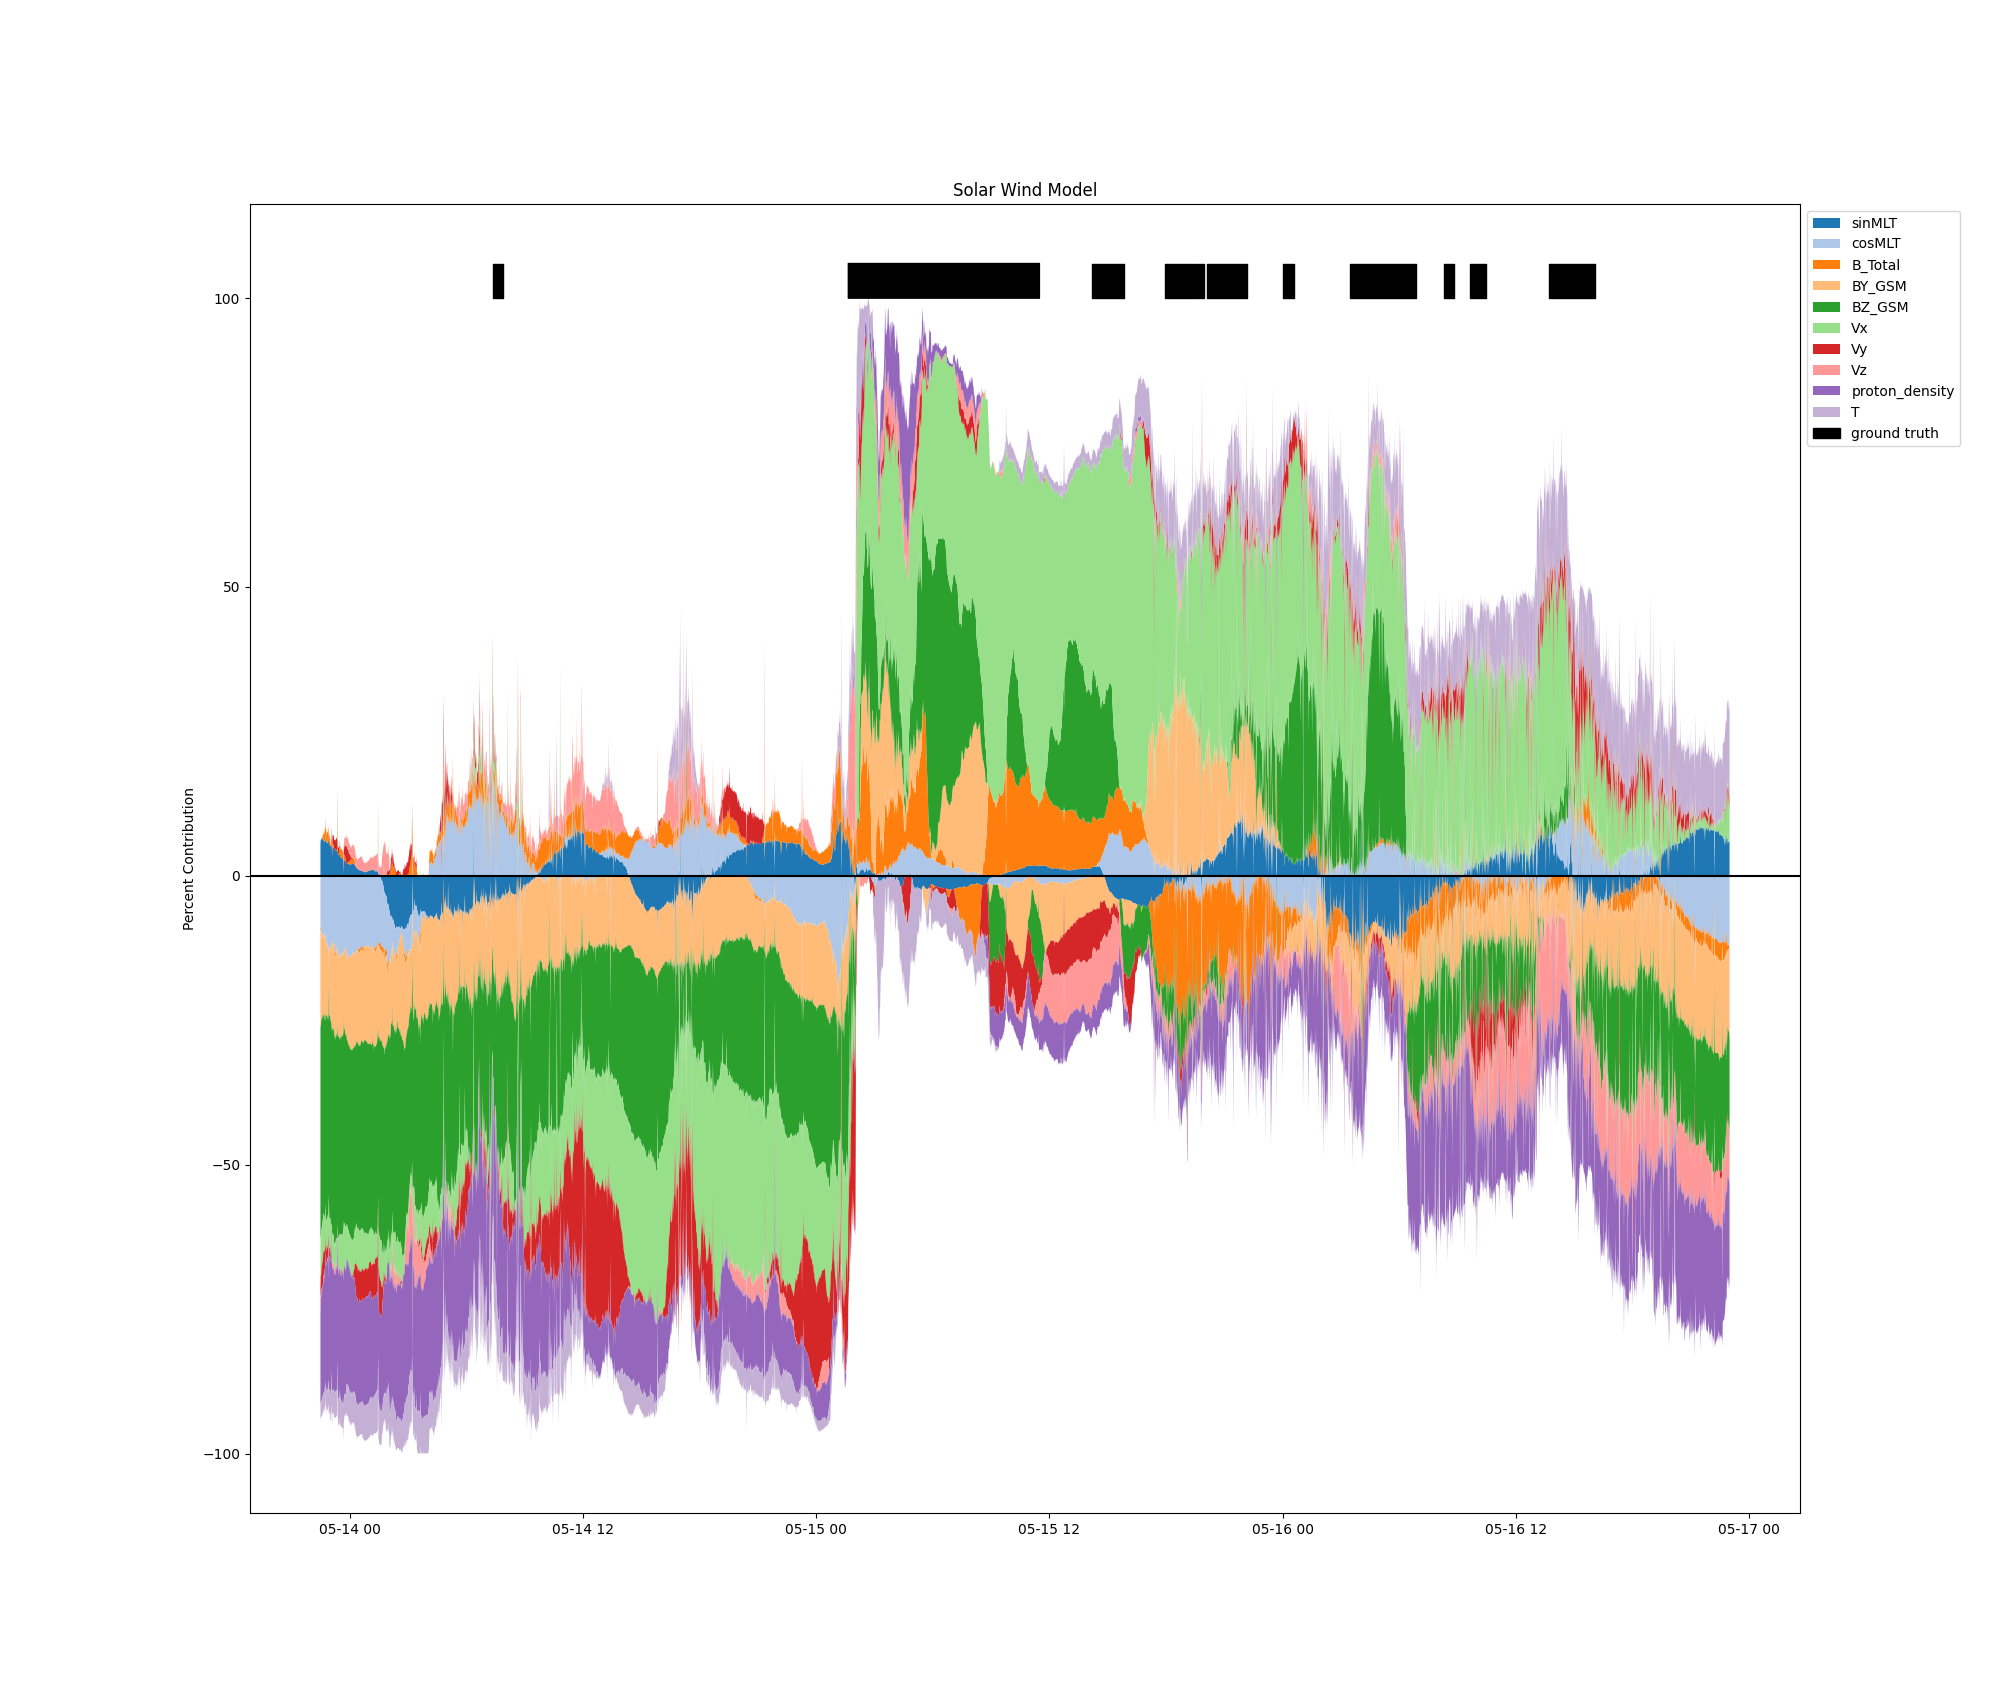 Solar Wind Model
sinMLT
cosMLT
B_Total
BY_GSM
BZ_GSM
Vx
Vy
Vz
proton_density
T
ground truth
Percent Contribution
100
50
0
−50
−100
05-14 00
05-14 12
05-15 00
05-15 12
05-16 00
05-16 12
05-17 00